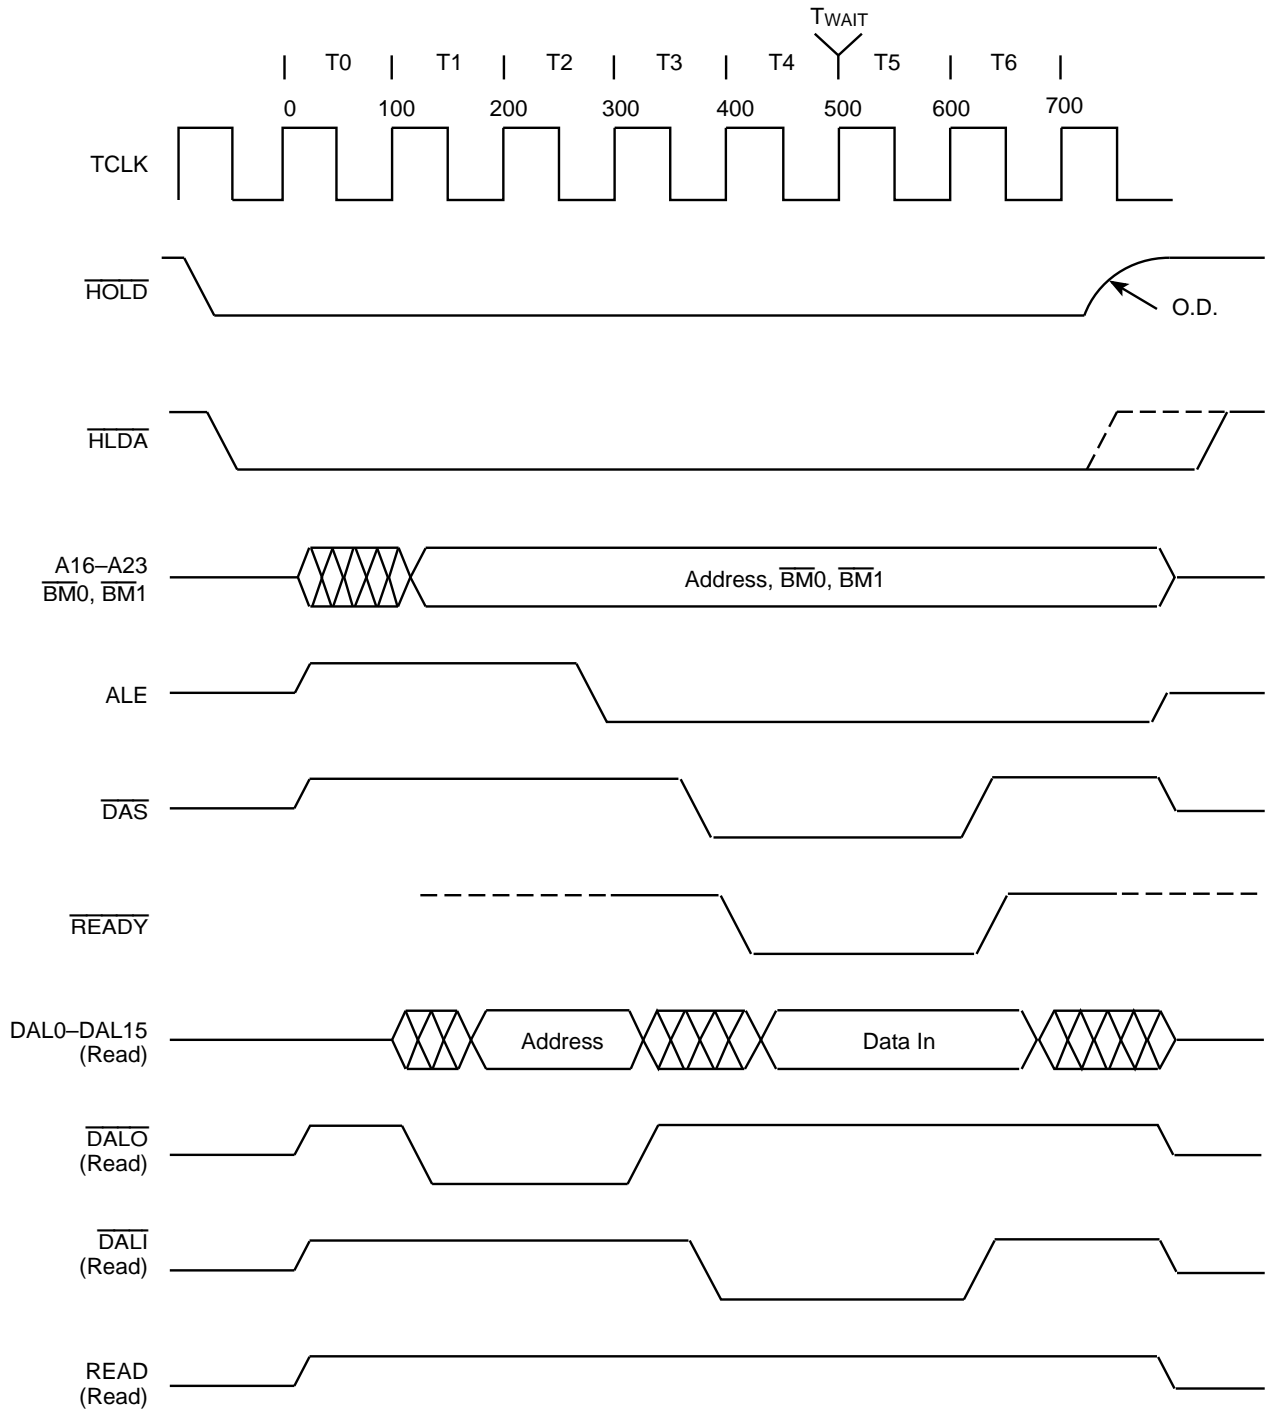 TWAIT
T0 T1 T2 T3 T4 T5 T6
0 100 200 300 400 500 600 700
TCLK
HOLD
O.D.
HLDA
A16–A23
BM0, BM1
Address, BM0, BM1
ALE
DAS
READY
DAL0–DAL15
(Read)
Address
Data In
DALO
(Read)
DALI
(Read)
READ
(Read)